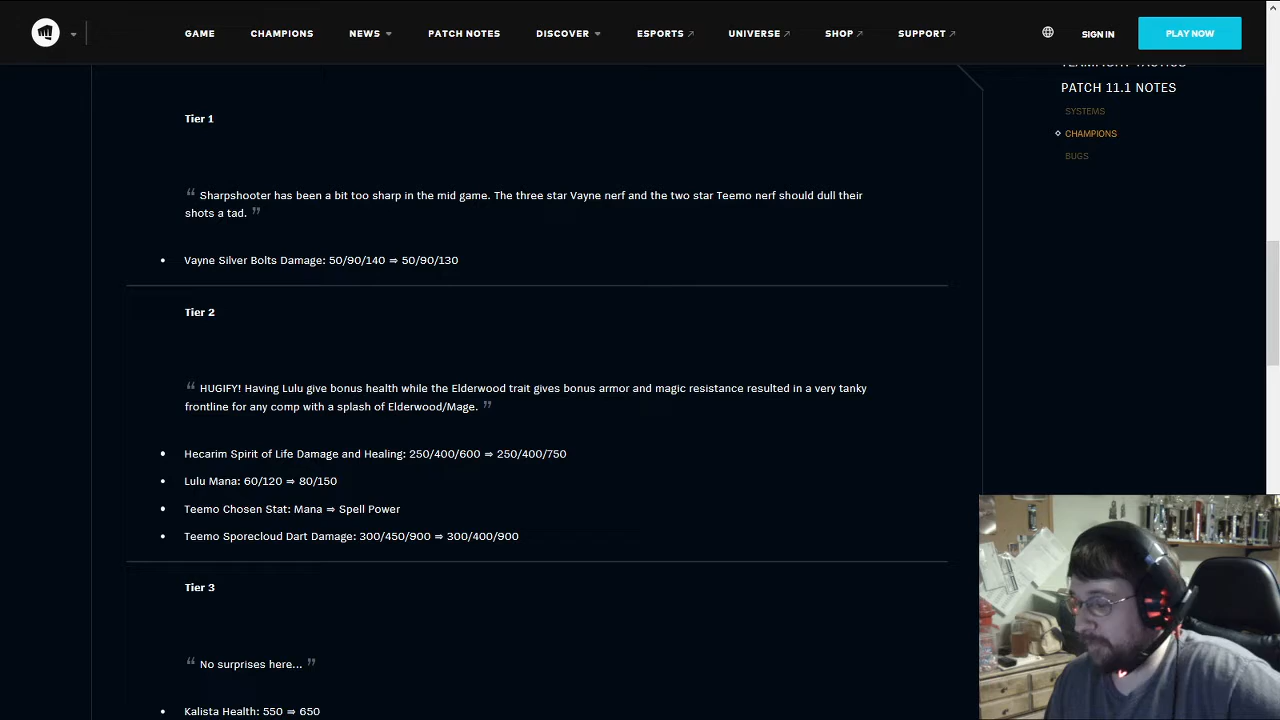 GAME CHAMPIONS NEWS PATCH NOTES DISCOVER ESPORTS UNIVERSE SHOP SUPPORT SIGN IN PLAY NOW
TEAMFIGHT TACTICS
PATCH 11.1 NOTES
SYSTEMS
CHAMPIONS
BUGS
Tier 1
“ Sharpshooter has been a bit too sharp in the mid game. The three star Vayne nerf and the two star Teemo nerf should dull their
shots a tad. ”
• Vayne Silver Bolts Damage: 50/90/140 ⇒ 50/90/130
Tier 2
“ HUGIFY! Having Lulu give bonus health while the Elderwood trait gives bonus armor and magic resistance resulted in a very tanky
frontline for any comp with a splash of Elderwood/Mage. ”
• Hecarim Spirit of Life Damage and Healing: 250/400/600 ⇒ 250/400/750
• Lulu Mana: 60/120 ⇒ 80/150
• Teemo Chosen Stat: Mana ⇒ Spell Power
• Teemo Sporecloud Dart Damage: 300/450/900 ⇒ 300/400/900
Tier 3
“ No surprises here... ”
• Kalista Health: 550 ⇒ 650